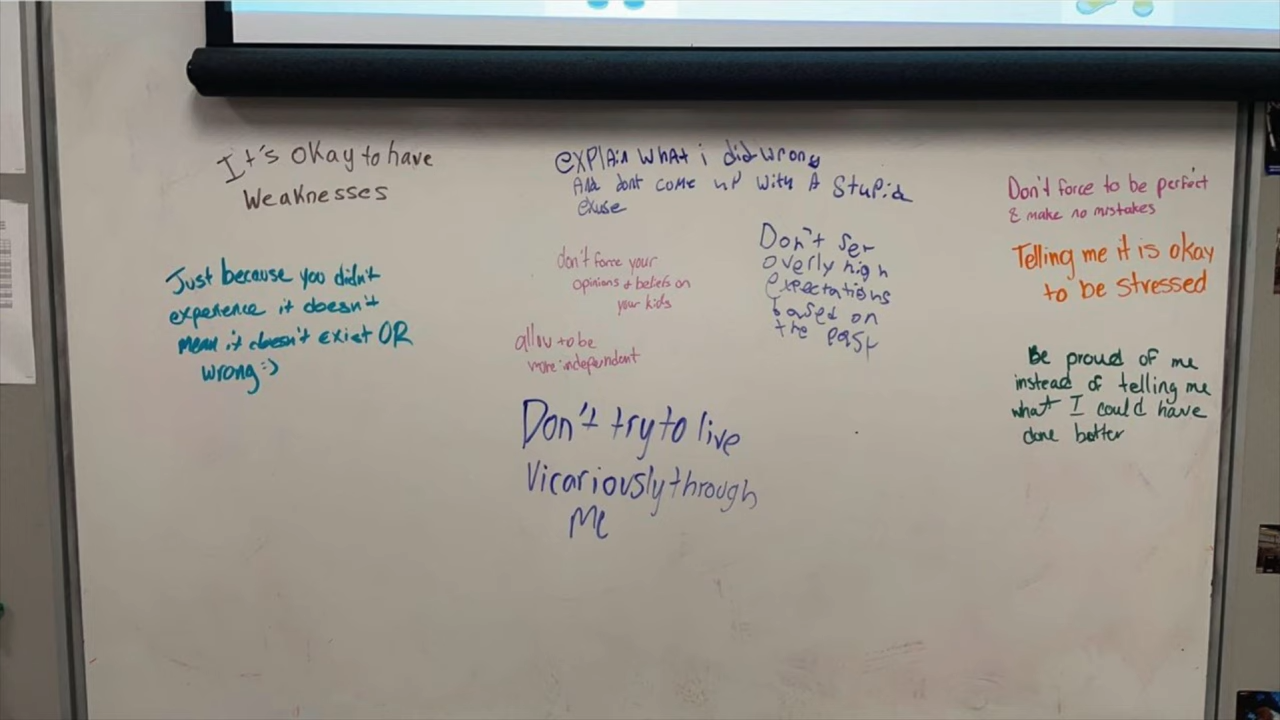 It's okay to have
Weaknesses
Just because you didn't
experience it doesn't
mean it doesn't exist OR
wrong :)
explain what i did wrong
And dont come up with a stupid
exuse
don't force your
opinions & beliefs on
your kids
allow to be
more independent
Don't ser
overly high
expectations
based on
the past
Don't try to live
Vicariously through
Me
Don't force to be perfect
& make no mistakes
Telling me it is okay
to be stressed
Be proud of me
instead of telling me
what I could have
done better